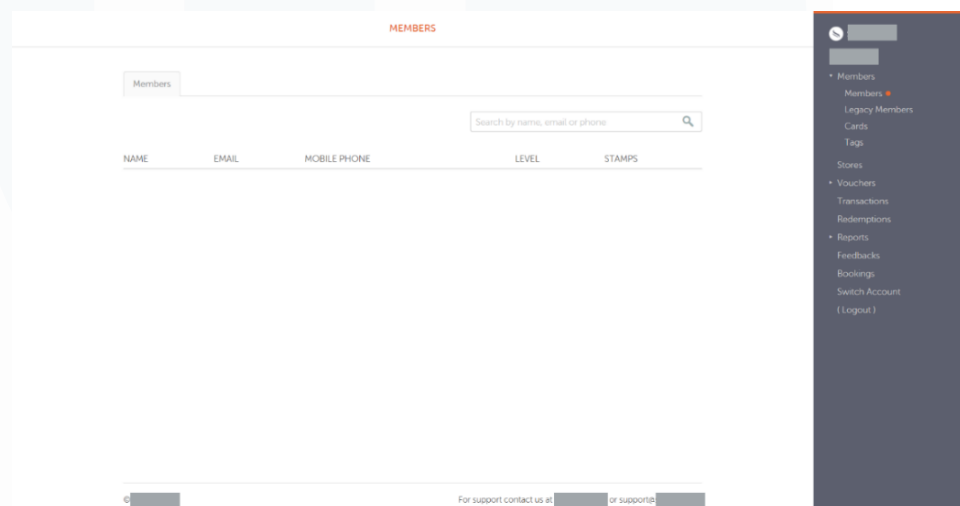 MEMBERS
Members
Search by name, email or phone
NAME EMAIL MOBILE PHONE LEVEL STAMPS
©
For support contact us at or support@
Members
Members
Legacy Members
Cards
Tags
Stores
Vouchers
Transactions
Redemptions
Reports
Feedbacks
Bookings
Switch Account
( Logout )